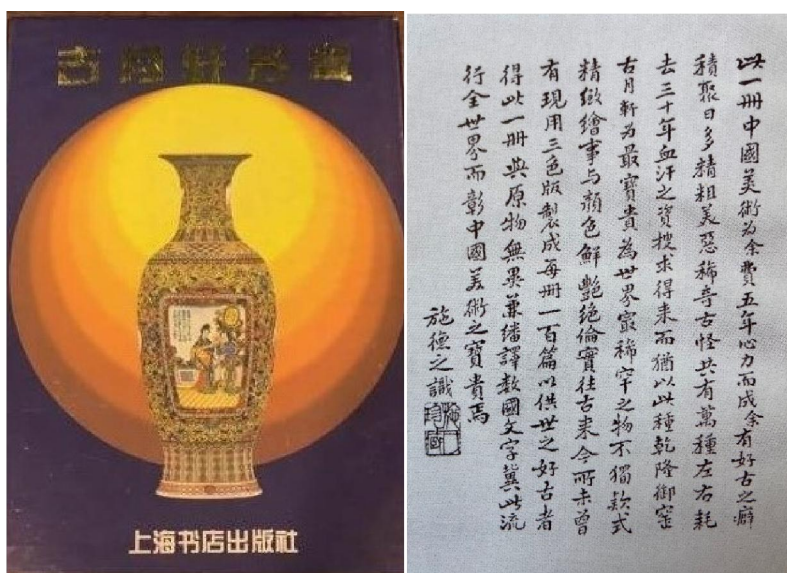 上海书店出版社
此一冊中國美術為余費五年心力而成余有好古之癖
積聚日多精粗美惡稀奇古怪共有萬種左右耗
去三十年血汗之資搜求得來而猶以此種乾隆御窰
古月軒為最寶貴為世界寂稀罕之物不獨款式
精緻繪事与顏色鮮艷絕倫實往古來今所未曾
有現用三色版製成每冊一百篇以供世之好古者
得此一冊與原物無異兼繙譯數國文字冀此流
行全世界而彰中國美術之寶貴焉
施德之識